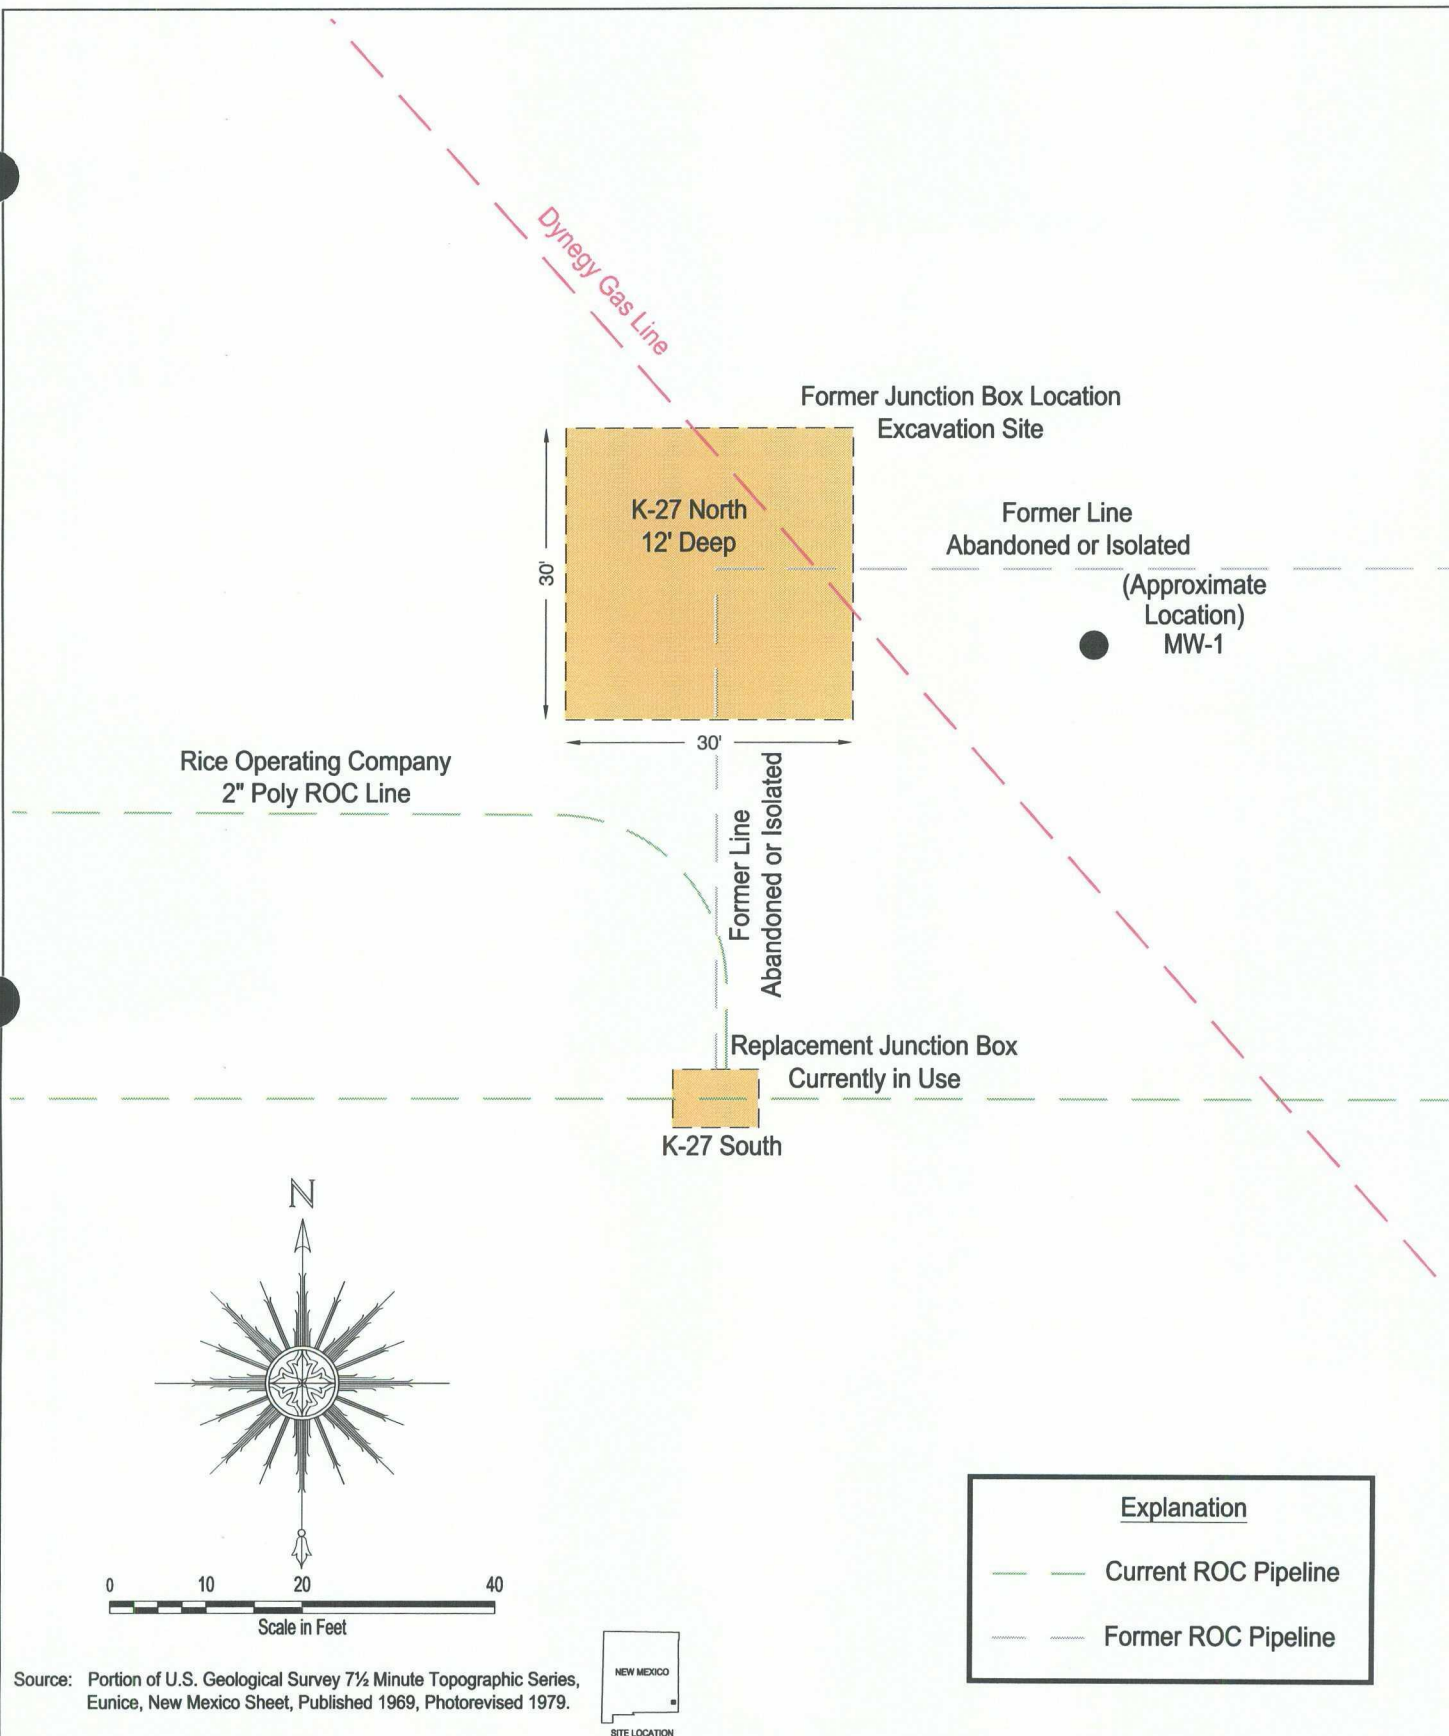 Dynegy Gas Line
Former Junction Box Location
Excavation Site
K-27 North
12' Deep
30'
Former Line
Abandoned or Isolated
(Approximate
Location)
MW-1
30'
Rice Operating Company
2" Poly ROC Line
Former Line
Abandoned or Isolated
Replacement Junction Box
Currently in Use
K-27 South
N
0 10 20 40
Scale in Feet
Explanation
Current ROC Pipeline
Former ROC Pipeline
Source: Portion of U.S. Geological Survey 7½ Minute Topographic Series,
Eunice, New Mexico Sheet, Published 1969, Photorevised 1979.
NEW MEXICO
SITE LOCATION